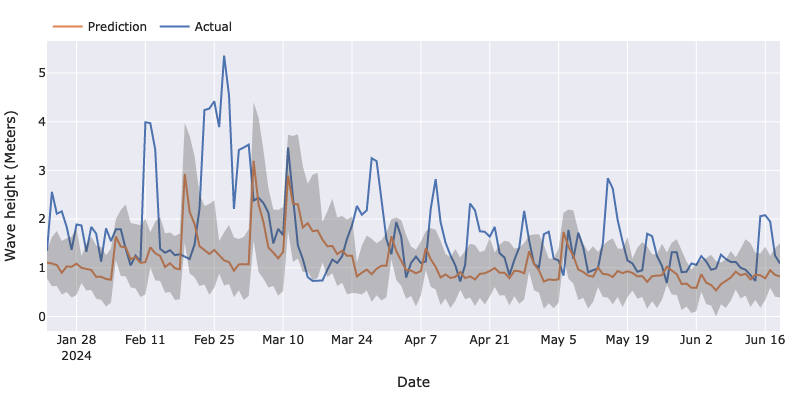 Prediction
Actual
Wave height (Meters)
5
4
3
2
1
0
Jan 28
2024
Feb 11
Feb 25
Mar 10
Mar 24
Apr 7
Apr 21
May 5
May 19
Jun 2
Jun 16
Date